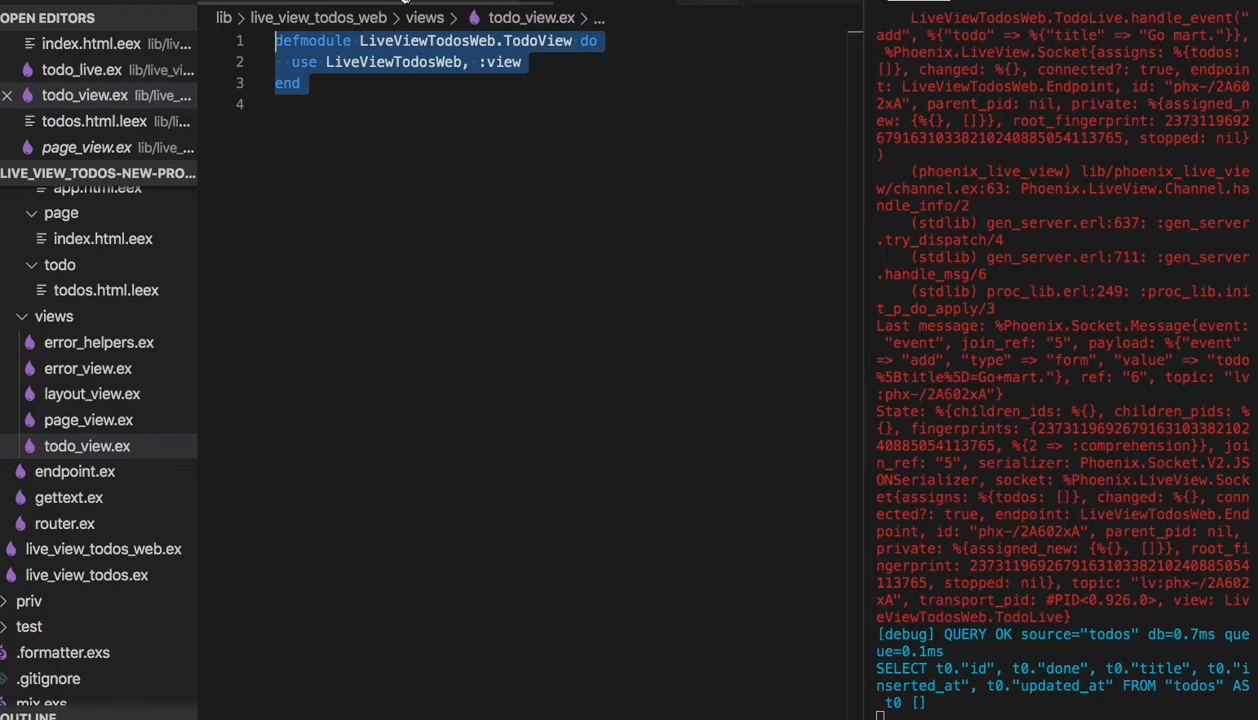 OPEN EDITORS
index.html.eex lib/liv...
todo_live.ex lib/live_vi...
todo_view.ex lib/live_...
todos.html.leex lib/li...
page_view.ex lib/live_...
LIVE_VIEW_TODOS-NEW-PRO...
app.html.eex
page
index.html.eex
todo
todos.html.leex
views
error_helpers.ex
error_view.ex
layout_view.ex
page_view.ex
todo_view.ex
endpoint.ex
gettext.ex
router.ex
live_view_todos_web.ex
live_view_todos.ex
priv
test
.formatter.exs
.gitignore
mix.exs
OUTLINE
lib > live_view_todos_web > views > todo_view.ex > ...
1 defmodule LiveViewTodosWeb.TodoView do
2 use LiveViewTodosWeb, :view
3 end
4
LiveViewTodosWeb.TodoLive.handle_event(
"add", %{"todo" => %{"title" => "Go mart."}},
%Phoenix.LiveView.Socket{assigns: %{todos:
[]}, changed: %{}, connected?: true, endpoin
t: LiveViewTodosWeb.Endpoint, id: "phx-/2A60
2xA", parent_pid: nil, private: %{assigned_n
ew: {%{}, []}}, root_fingerprint: 2373119692
67916310338210240885054113765, stopped: nil}
)
(phoenix_live_view) lib/phoenix_live_vie
w/channel.ex:63: Phoenix.LiveView.Channel.ha
ndle_info/2
(stdlib) gen_server.erl:637: :gen_server
.try_dispatch/4
(stdlib) gen_server.erl:711: :gen_server
.handle_msg/6
(stdlib) proc_lib.erl:249: :proc_lib.ini
t_p_do_apply/3
Last message: %Phoenix.Socket.Message{event:
"event", join_ref: "5", payload: %{"event"
=> "add", "type" => "form", "value" => "todo
%5Btitle%5D=Go+mart."}, ref: "6", topic: "lv
:phx-/2A602xA"}
State: %{children_ids: %{}, children_pids: %
{}, fingerprints: {2373119692679163103382102
40885054113765, %{2 => :comprehension}}, joi
n_ref: "5", serializer: Phoenix.Socket.V2.JS
ONSerializer, socket: %Phoenix.LiveView.Sock
et{assigns: %{todos: []}, changed: %{}, conn
ected?: true, endpoint: LiveViewTodosWeb.End
point, id: "phx-/2A602xA", parent_pid: nil,
private: %{assigned_new: {%{}, []}}, root_fi
ngerprint: 237311969267916310338210240885054
113765, stopped: nil}, topic: "lv:phx-/2A602
xA", transport_pid: #PID<0.926.0>, view: Liv
eViewTodosWeb.TodoLive}
[debug] QUERY OK source="todos" db=0.7ms que
ue=0.1ms
SELECT t0."id", t0."done", t0."title", t0."i
nserted_at", t0."updated_at" FROM "todos" AS
t0 []